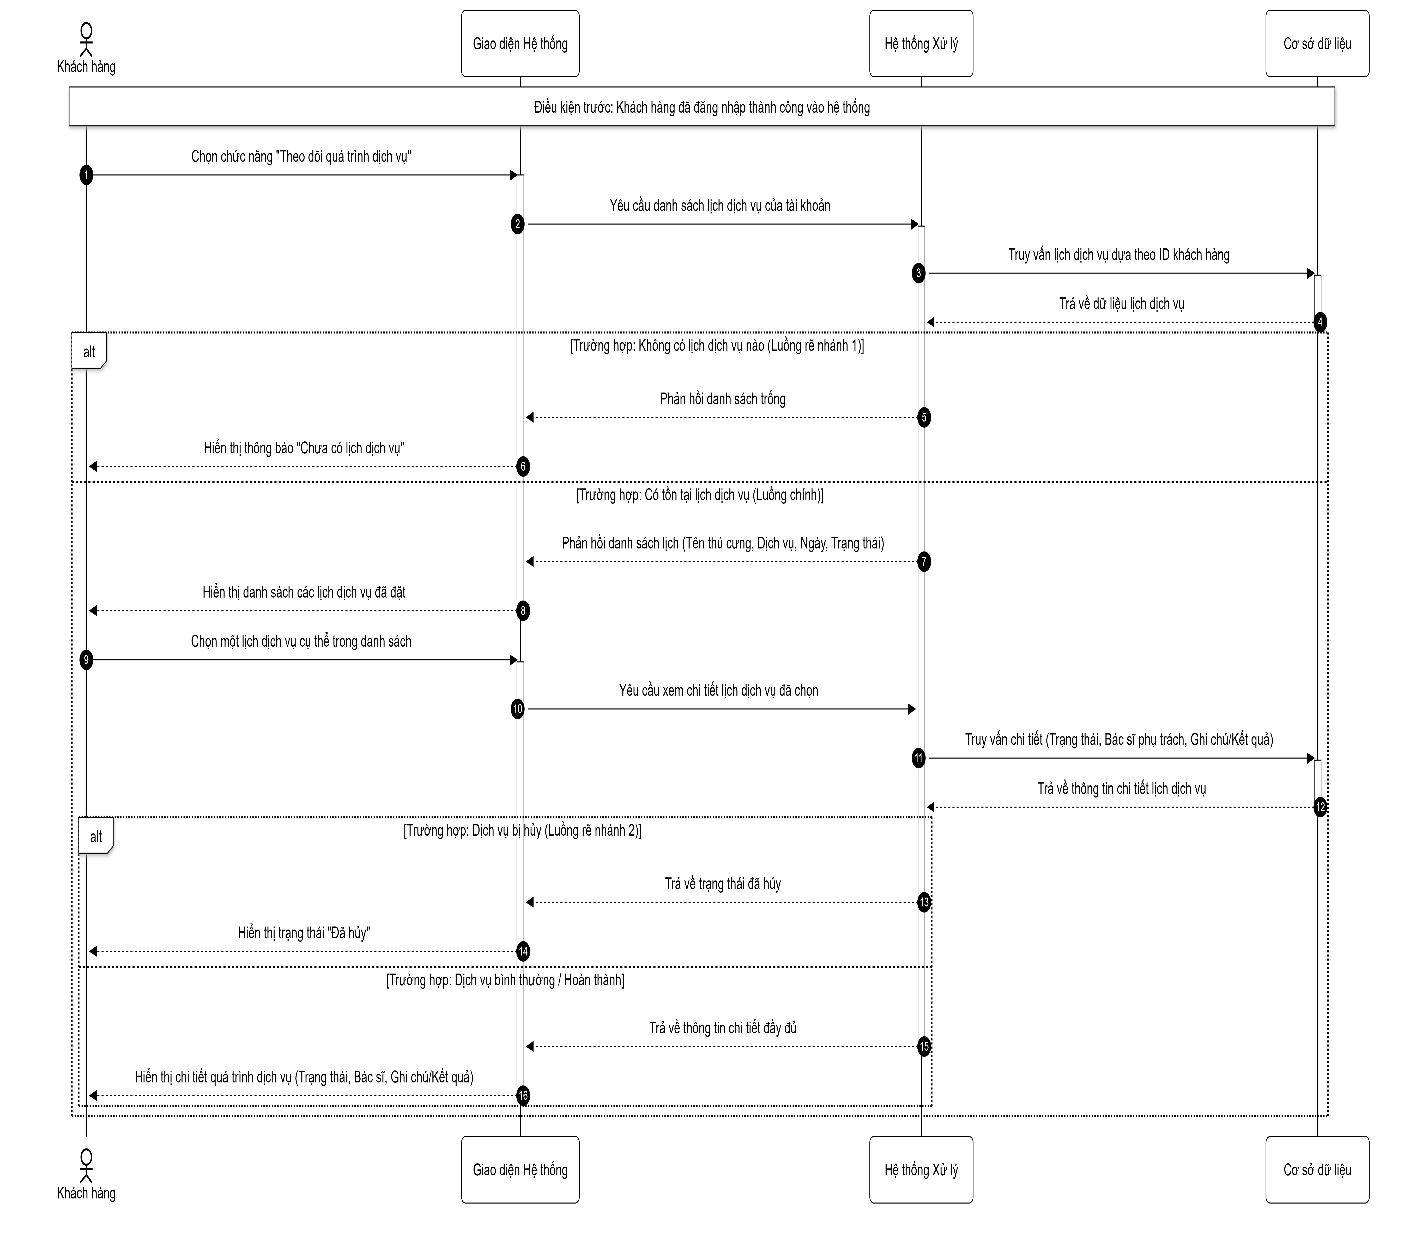 Khách hàng
Giao diện Hệ thống
Hệ thống Xử lý
Cơ sở dữ liệu
Điều kiện trước: Khách hàng đã đăng nhập thành công vào hệ thống
Chọn chức năng "Theo dõi quá trình dịch vụ"
1
Yêu cầu danh sách lịch dịch vụ của tài khoản
2
Truy vấn lịch dịch vụ dựa theo ID khách hàng
3
Trả về dữ liệu lịch dịch vụ
4
alt
[Trường hợp: Không có lịch dịch vụ nào (Luồng rẽ nhánh 1)]
Phản hồi danh sách trống
5
Hiển thị thông báo "Chưa có lịch dịch vụ"
6
[Trường hợp: Có tồn tại lịch dịch vụ (Luồng chính)]
Phản hồi danh sách lịch (Tên thú cưng, Dịch vụ, Ngày, Trạng thái)
7
Hiển thị danh sách các lịch dịch vụ đã đặt
8
Chọn một lịch dịch vụ cụ thể trong danh sách
9
Yêu cầu xem chi tiết lịch dịch vụ đã chọn
10
Truy vấn chi tiết (Trạng thái, Bác sĩ phụ trách, Ghi chú/Kết quả)
11
Trả về thông tin chi tiết lịch dịch vụ
12
alt
[Trường hợp: Dịch vụ bị hủy (Luồng rẽ nhánh 2)]
Trả về trạng thái đã hủy
13
Hiển thị trạng thái "Đã hủy"
14
[Trường hợp: Dịch vụ bình thường / Hoàn thành]
Trả về thông tin chi tiết đầy đủ
15
Hiển thị chi tiết quá trình dịch vụ (Trạng thái, Bác sĩ, Ghi chú/Kết quả)
16
Khách hàng
Giao diện Hệ thống
Hệ thống Xử lý
Cơ sở dữ liệu